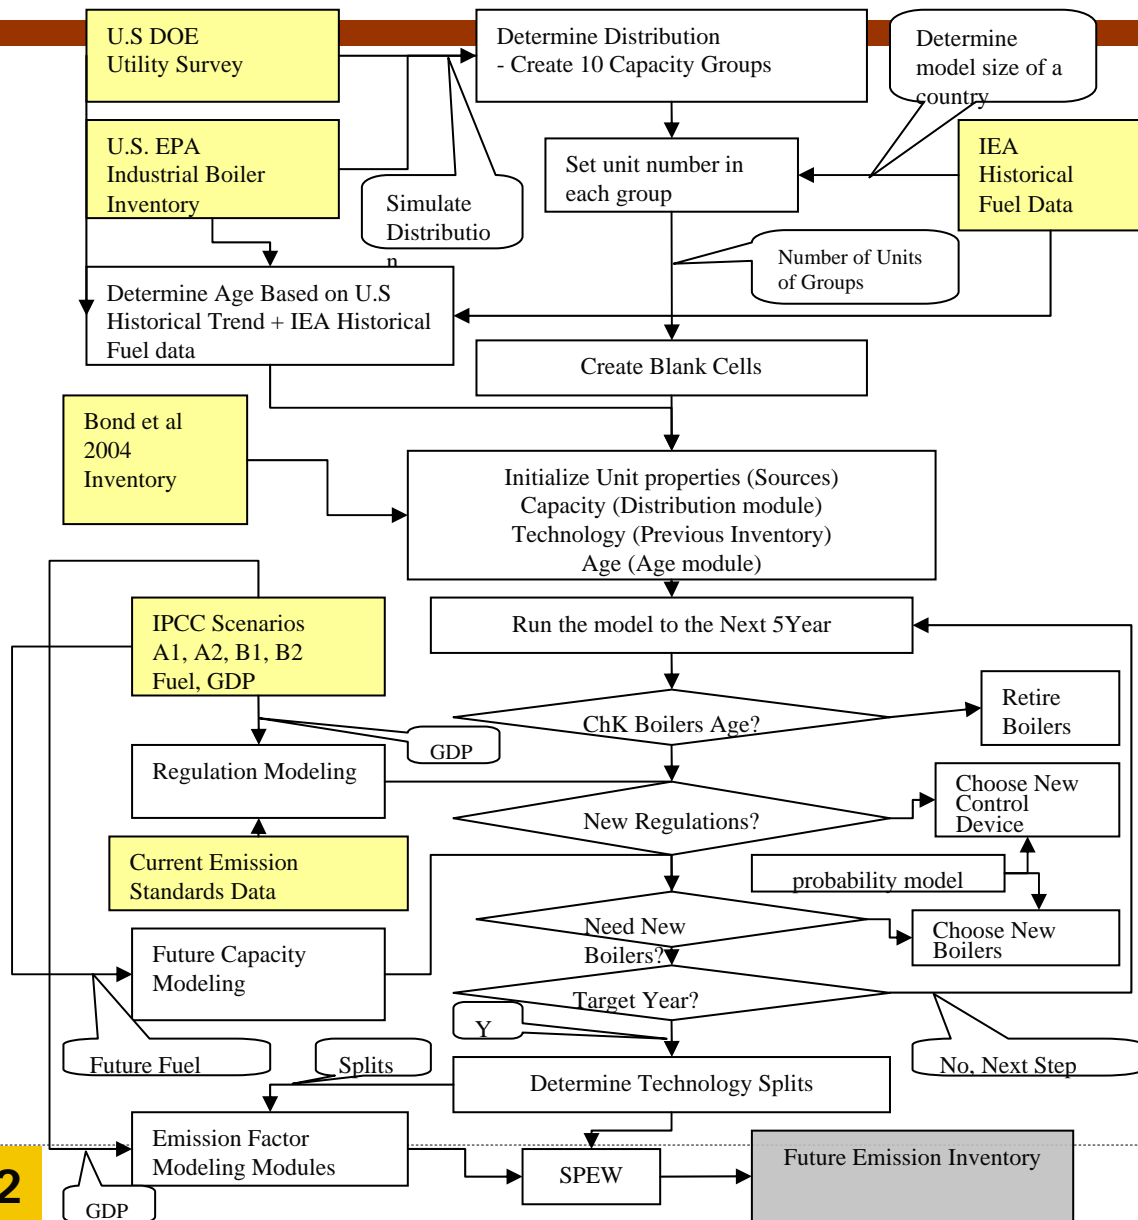 U.S DOE
Utility Survey
Determine Distribution
- Create 10 Capacity Groups
Determine
model size of a
country
U.S. EPA
Industrial Boiler
Inventory
Set unit number in
each group
IEA
Historical
Fuel Data
Simulate
Distributio
n
Number of Units
of Groups
Determine Age Based on U.S
Historical Trend + IEA Historical
Fuel data
Create Blank Cells
Bond et al
2004
Inventory
Initialize Unit properties (Sources)
Capacity (Distribution module)
Technology (Previous Inventory)
Age (Age module)
IPCC Scenarios
A1, A2, B1, B2
Fuel, GDP
Run the model to the Next 5Year
ChK Boilers Age?
Retire
Boilers
GDP
Regulation Modeling
New Regulations?
Choose New
Control
Device
Current Emission
Standards Data
probability model
Need New
Boilers?
Choose New
Boilers
Future Capacity
Modeling
Target Year?
Y
Future Fuel
Splits
No, Next Step
Determine Technology Splits
Emission Factor
Modeling Modules
SPEW
Future Emission Inventory
2
GDP